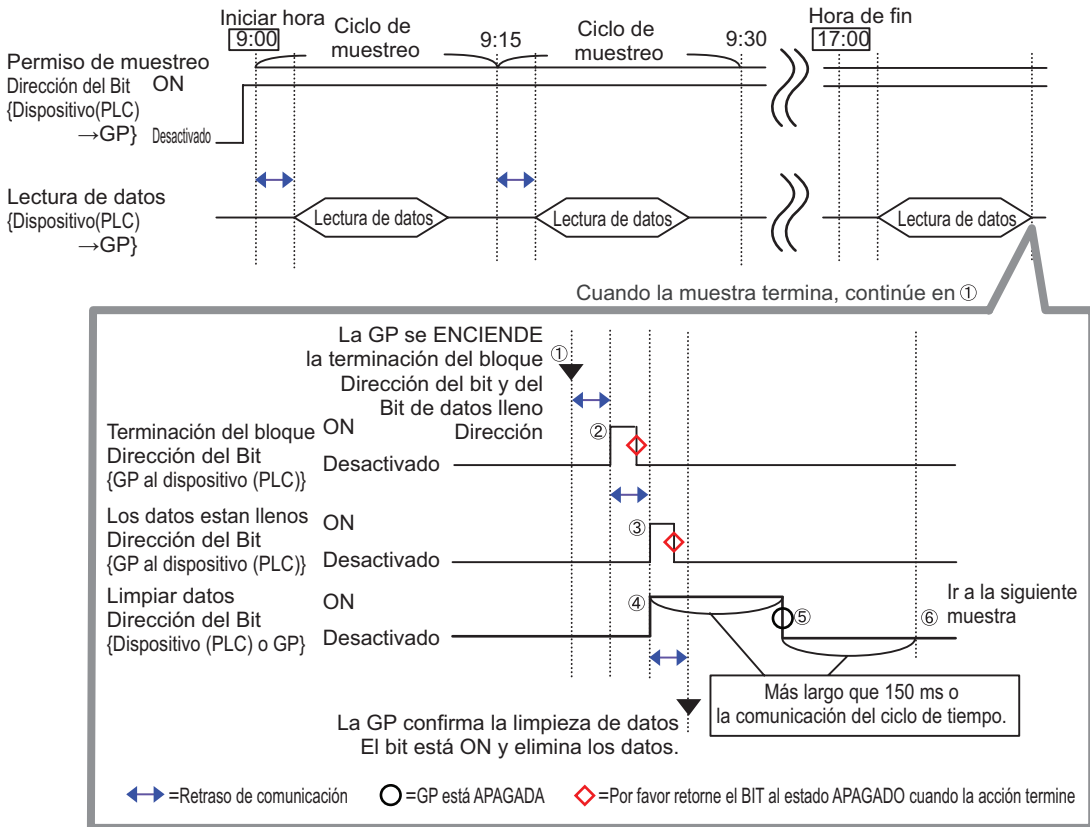 Iniciar hora
9:00
Ciclo de
muestreo
9:15
Ciclo de
muestreo
9:30
Hora de fin
17:00
Permiso de muestreo
Dirección del Bit ON
{Dispositivo(PLC)
→GP} Desactivado
Lectura de datos
{Dispositivo(PLC)
→GP}
Lectura de datos
Lectura de datos
Lectura de datos
Cuando la muestra termina, continúe en ①
La GP se ENCIENDE
la terminación del bloque ①
Dirección del bit y del
Bit de datos lleno
Dirección
Terminación del bloque ON ②
Dirección del Bit
{GP al dispositivo (PLC)} Desactivado
Los datos estan llenos ON ③
Dirección del Bit
{GP al dispositivo (PLC)} Desactivado
Limpiar datos ON ④
Dirección del Bit
{Dispositivo (PLC) o GP} Desactivado
⑤
⑥
Ir a la siguiente
muestra
Más largo que 150 ms o
la comunicación del ciclo de tiempo.
La GP confirma la limpieza de datos
El bit está ON y elimina los datos.
=Retraso de comunicación =GP está APAGADA =Por favor retorne el BIT al estado APAGADO cuando la acción termine